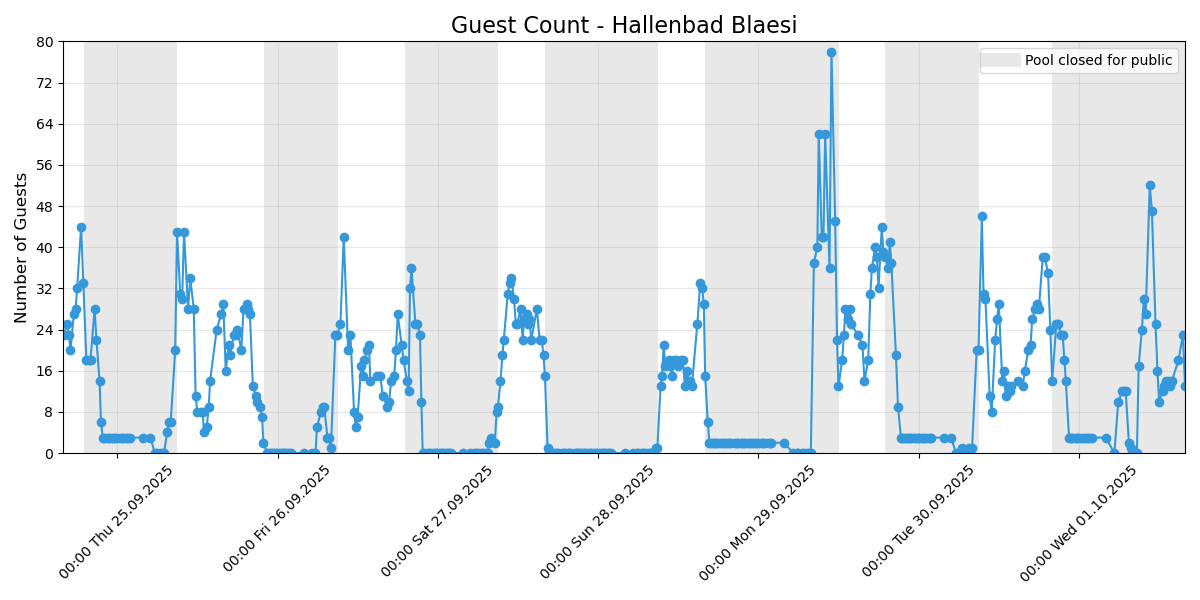 Guest Count - Hallenbad Blaesi
Pool closed for public
Number of Guests
80
72
64
56
48
40
32
24
16
8
0
00:00 Thu 25.09.2025
00:00 Fri 26.09.2025
00:00 Sat 27.09.2025
00:00 Sun 28.09.2025
00:00 Mon 29.09.2025
00:00 Tue 30.09.2025
00:00 Wed 01.10.2025